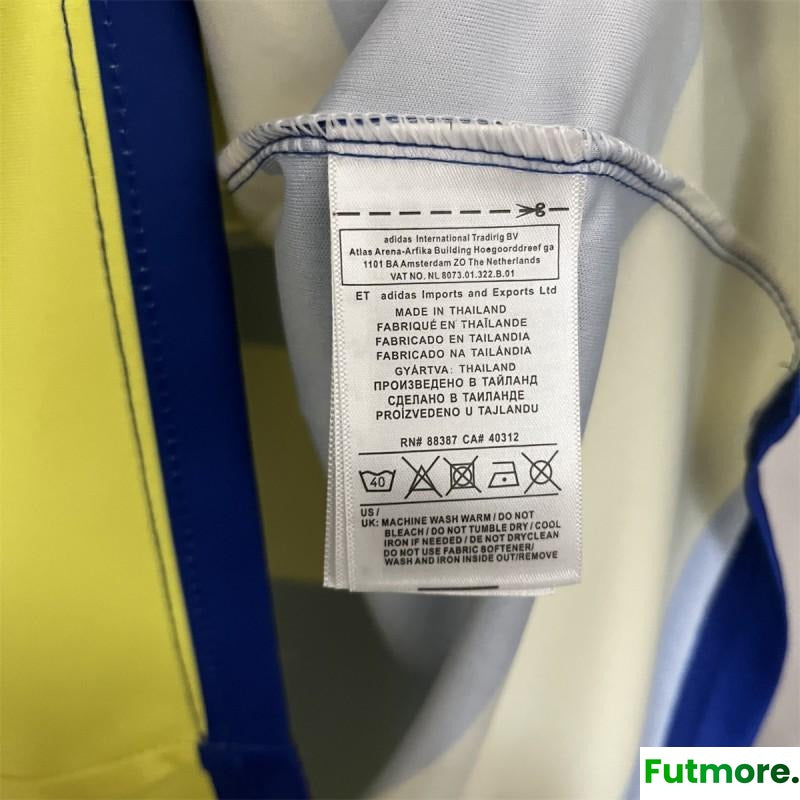 adidas International Tradirig BV
Atlas Arena-Arfika Building Hoegoorddreef ga
1101 BA Amsterdam ZO The Netherlands
VAT NO. NL 8073.01.322.B.01
ET adidas Imports and Exports Ltd
MADE IN THAILAND
FABRIQUÉ EN THAÏLANDE
FABRICADO EN TAILANDIA
FABRICADO NA TAILÂNDIA
GYÁRTVA: THAILAND
ПРОИЗВЕДЕНО В ТАЙЛАНД
СДЕЛАНО В ТАИЛАНДЕ
PROÍZVEDENO U TAJLANDU
RN# 88387 CA# 40312
40
US /
UK: MACHINE WASH WARM / DO NOT
BLEACH / DO NOT TUMBLE DRY / COOL
IRON IF NEEDED / DE NOT DRYCLEAN
DO NOT USE FABRIC SOFTENER/
WASH AND IRON INSIDE OUT/REMOVE
Futmore.